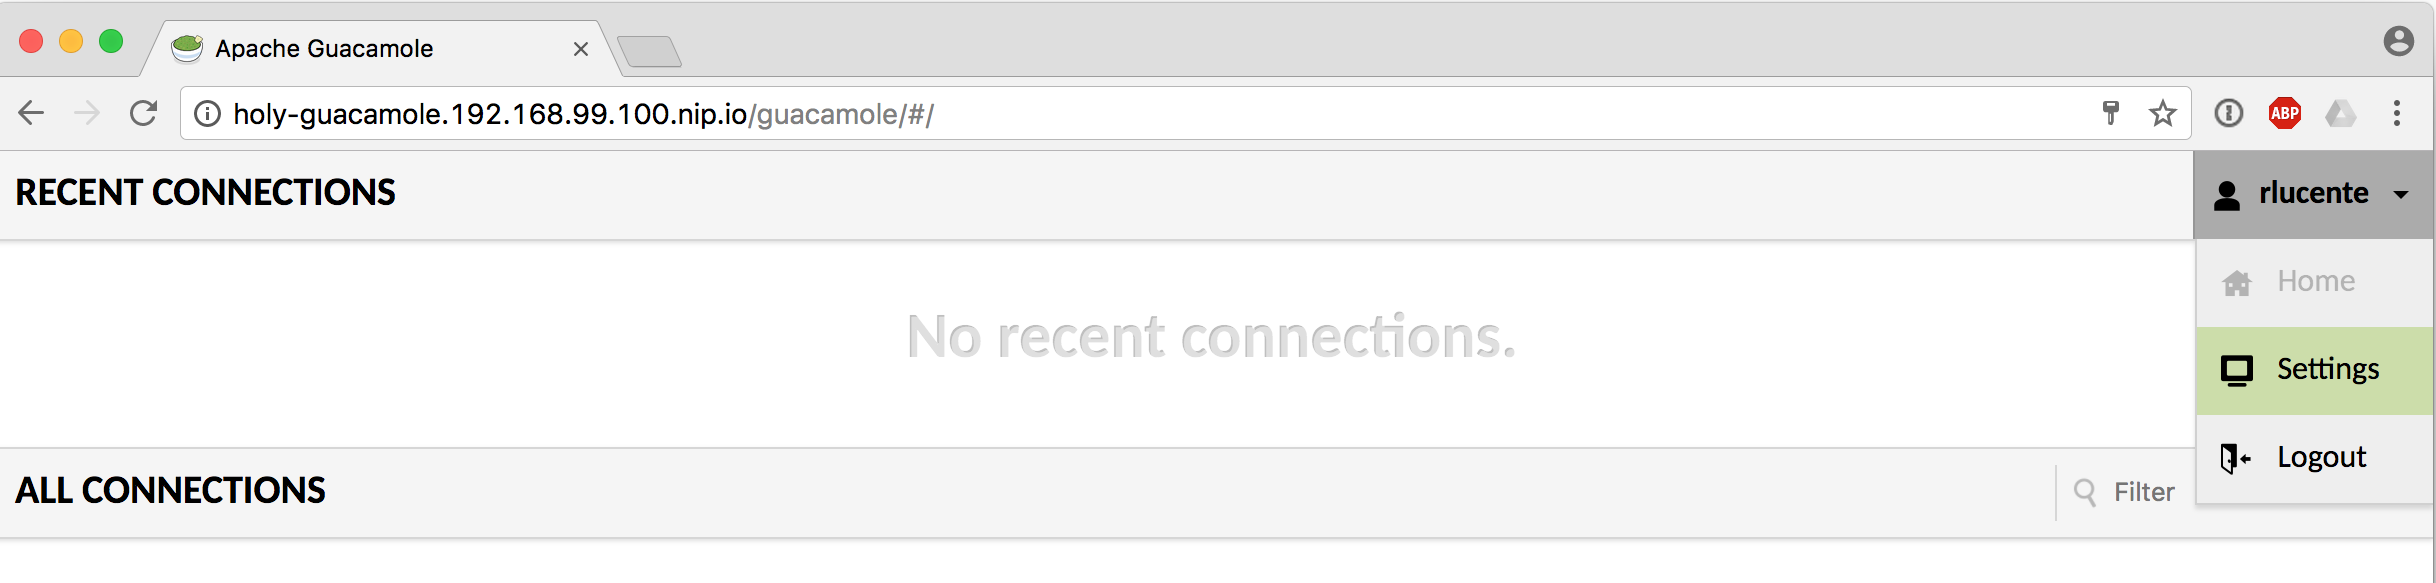 Apache Guacamole
holy-guacamole.192.168.99.100.nip.io/guacamole/#/
ABP
RECENT CONNECTIONS
rlucente
Home
No recent connections.
Settings
Logout
ALL CONNECTIONS
Filter